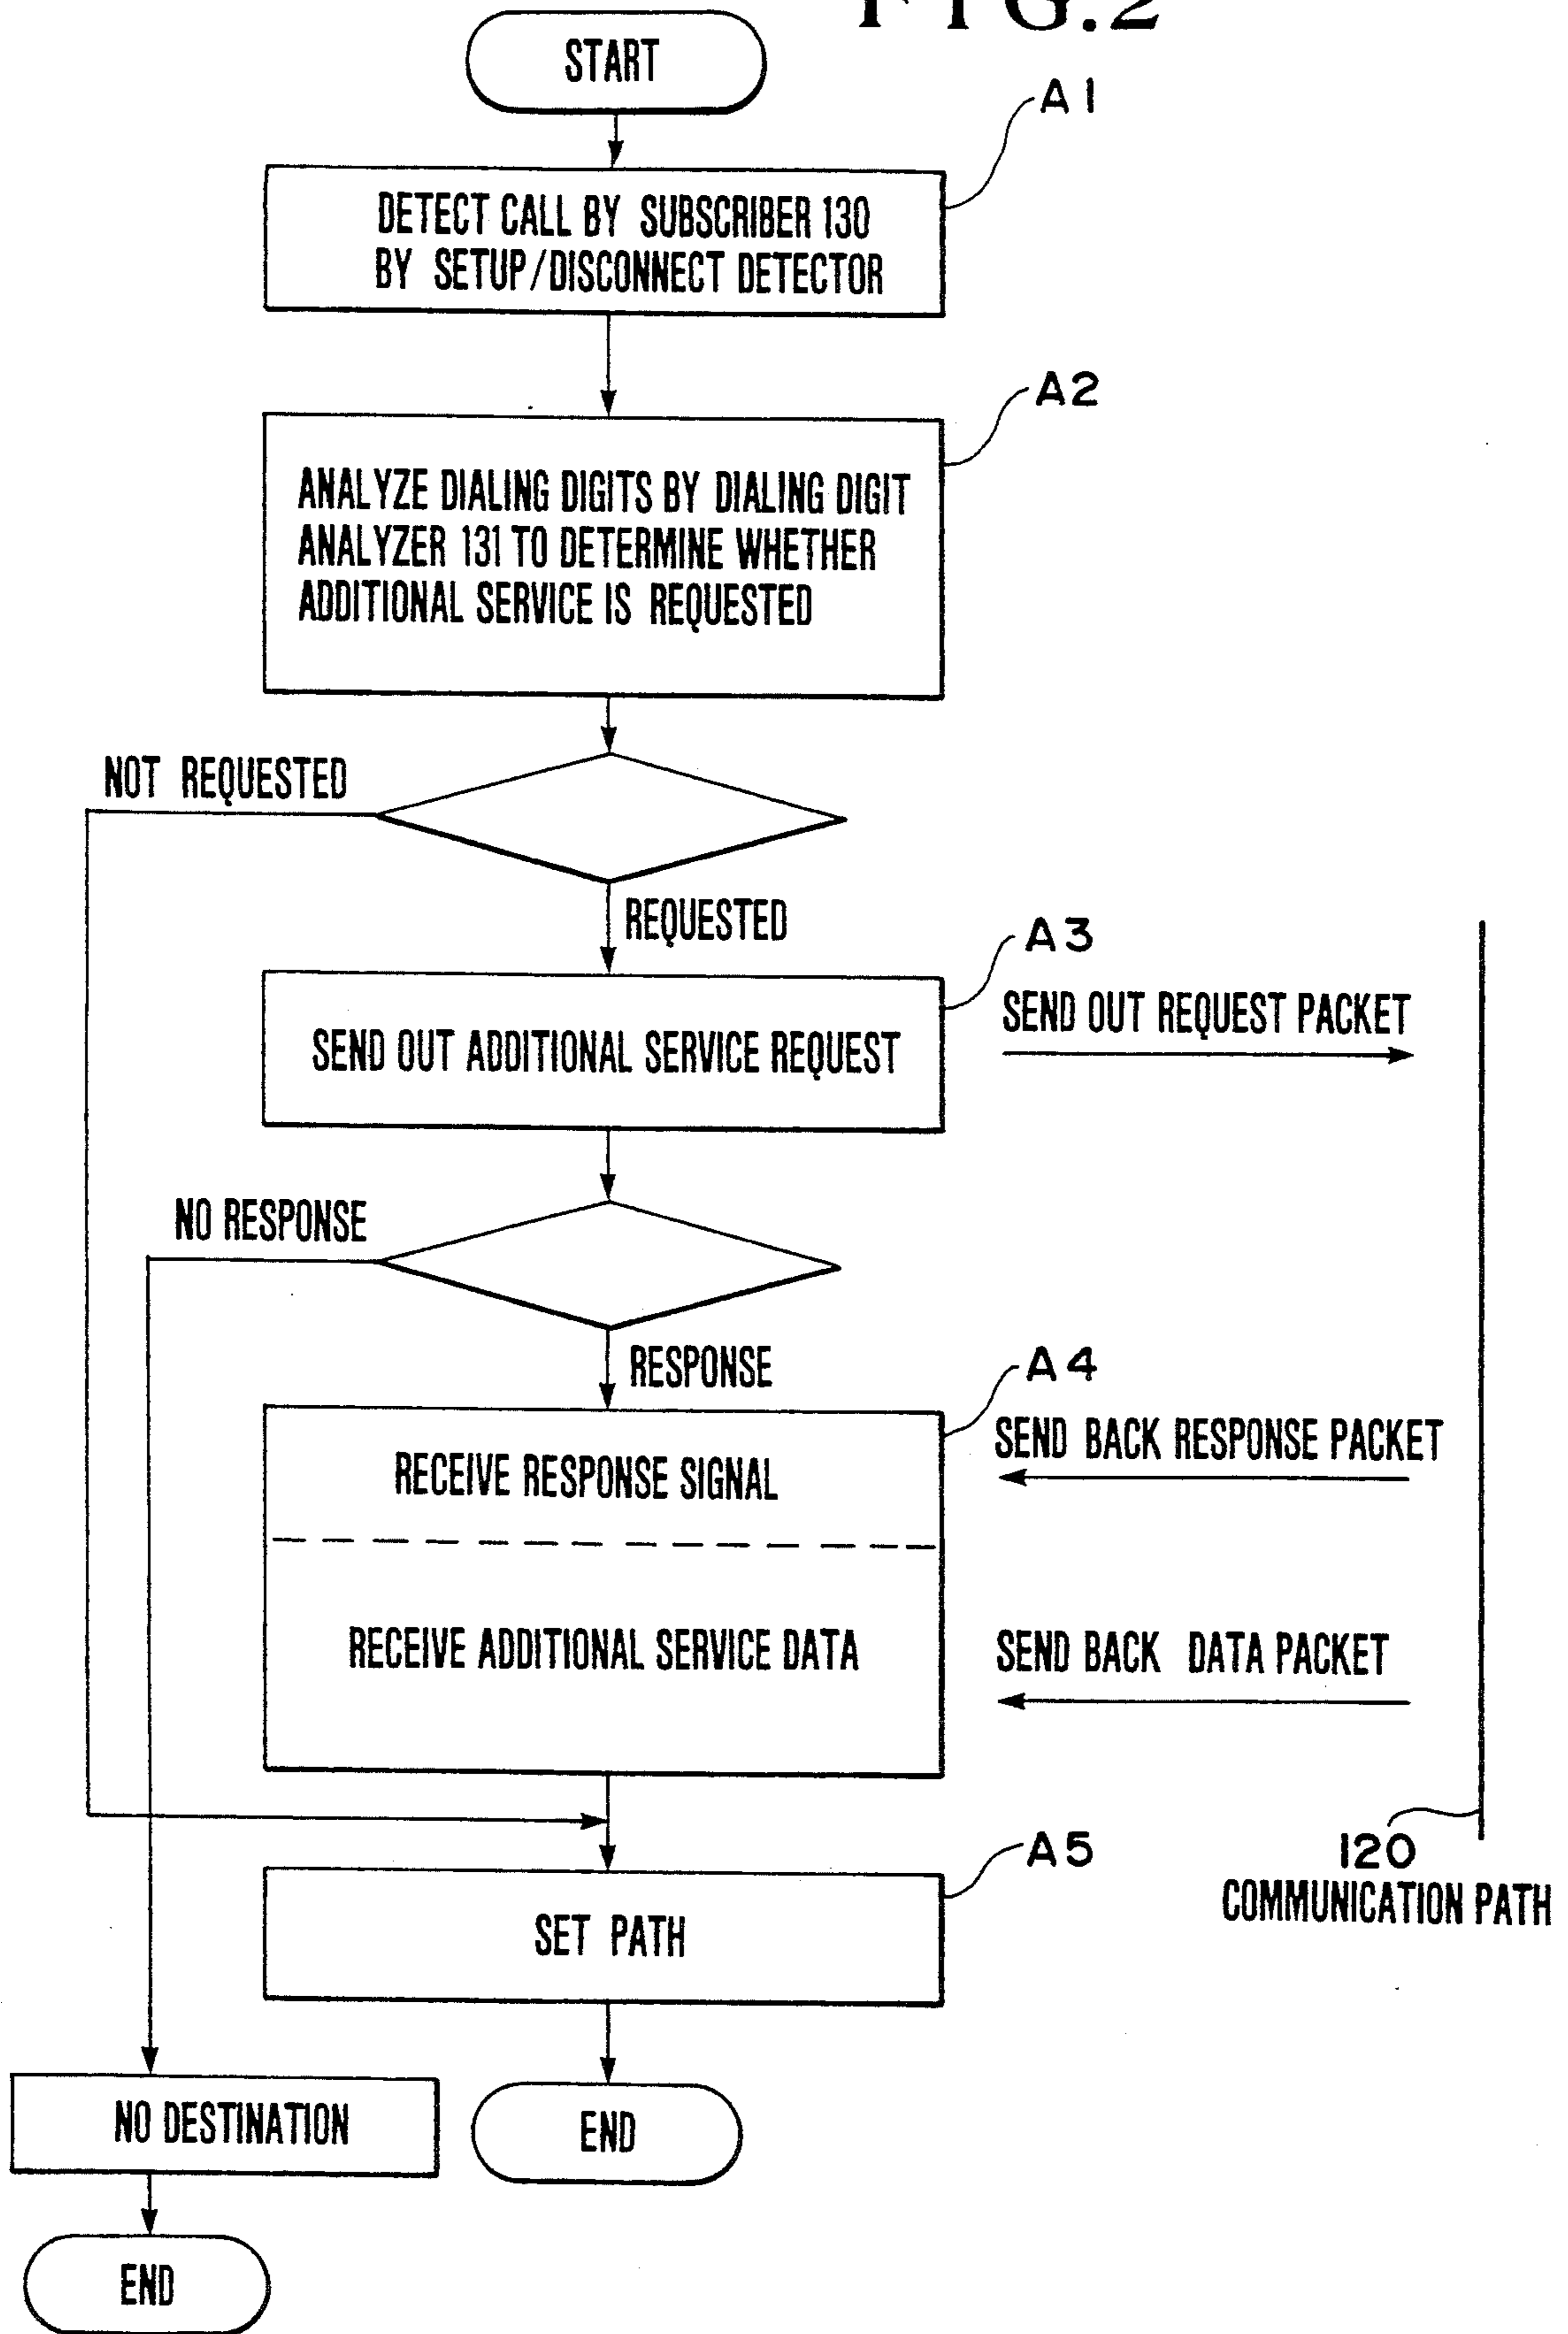 FIG.2
START
A1
DETECT CALL BY SUBSCRIBER 130
BY SETUP/DISCONNECT DETECTOR
A2
ANALYZE DIALING DIGITS BY DIALING DIGIT
ANALYZER 131 TO DETERMINE WHETHER
ADDITIONAL SERVICE IS REQUESTED
NOT REQUESTED
REQUESTED
A3
SEND OUT REQUEST PACKET
SEND OUT ADDITIONAL SERVICE REQUEST
NO RESPONSE
RESPONSE
A4
SEND BACK RESPONSE PACKET
RECEIVE RESPONSE SIGNAL
RECEIVE ADDITIONAL SERVICE DATA
SEND BACK DATA PACKET
A5
120
COMMUNICATION PATH
SET PATH
NO DESTINATION
END
END